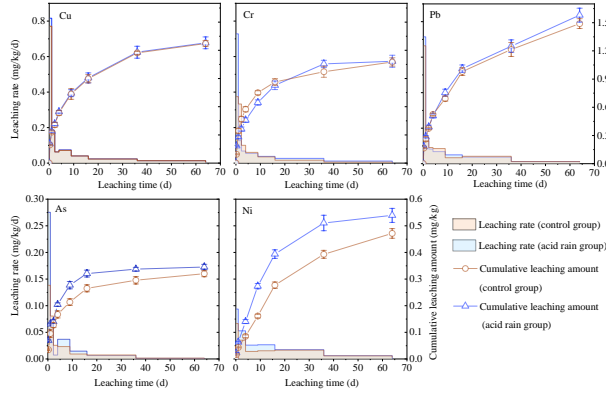 Cu
Cr
Pb
0.8
0.6
0.4
0.2
0.0
Leaching rate (mg/kg/d)
1.5
1.2
0.9
0.6
0.3
0.0
0 10 20 30 40 50 60 70
0 10 20 30 40 50 60 70
0 10 20 30 40 50 60 70
Leaching time (d)
Leaching time (d)
Leaching time (d)
As
Ni
0.30
0.25
0.20
0.15
0.10
0.05
0.00
Leaching rate (mg/kg/d)
0.6
0.5
0.4
0.3
0.2
0.1
0.0
Cumulative leaching amount (mg/kg)
0 10 20 30 40 50 60 70
0 10 20 30 40 50 60 70
Leaching time (d)
Leaching time (d)
Leaching rate (control group)
Leaching rate (acid rain group)
Cumulative leaching amount
(control group)
Cumulative leaching amount
(acid rain group)